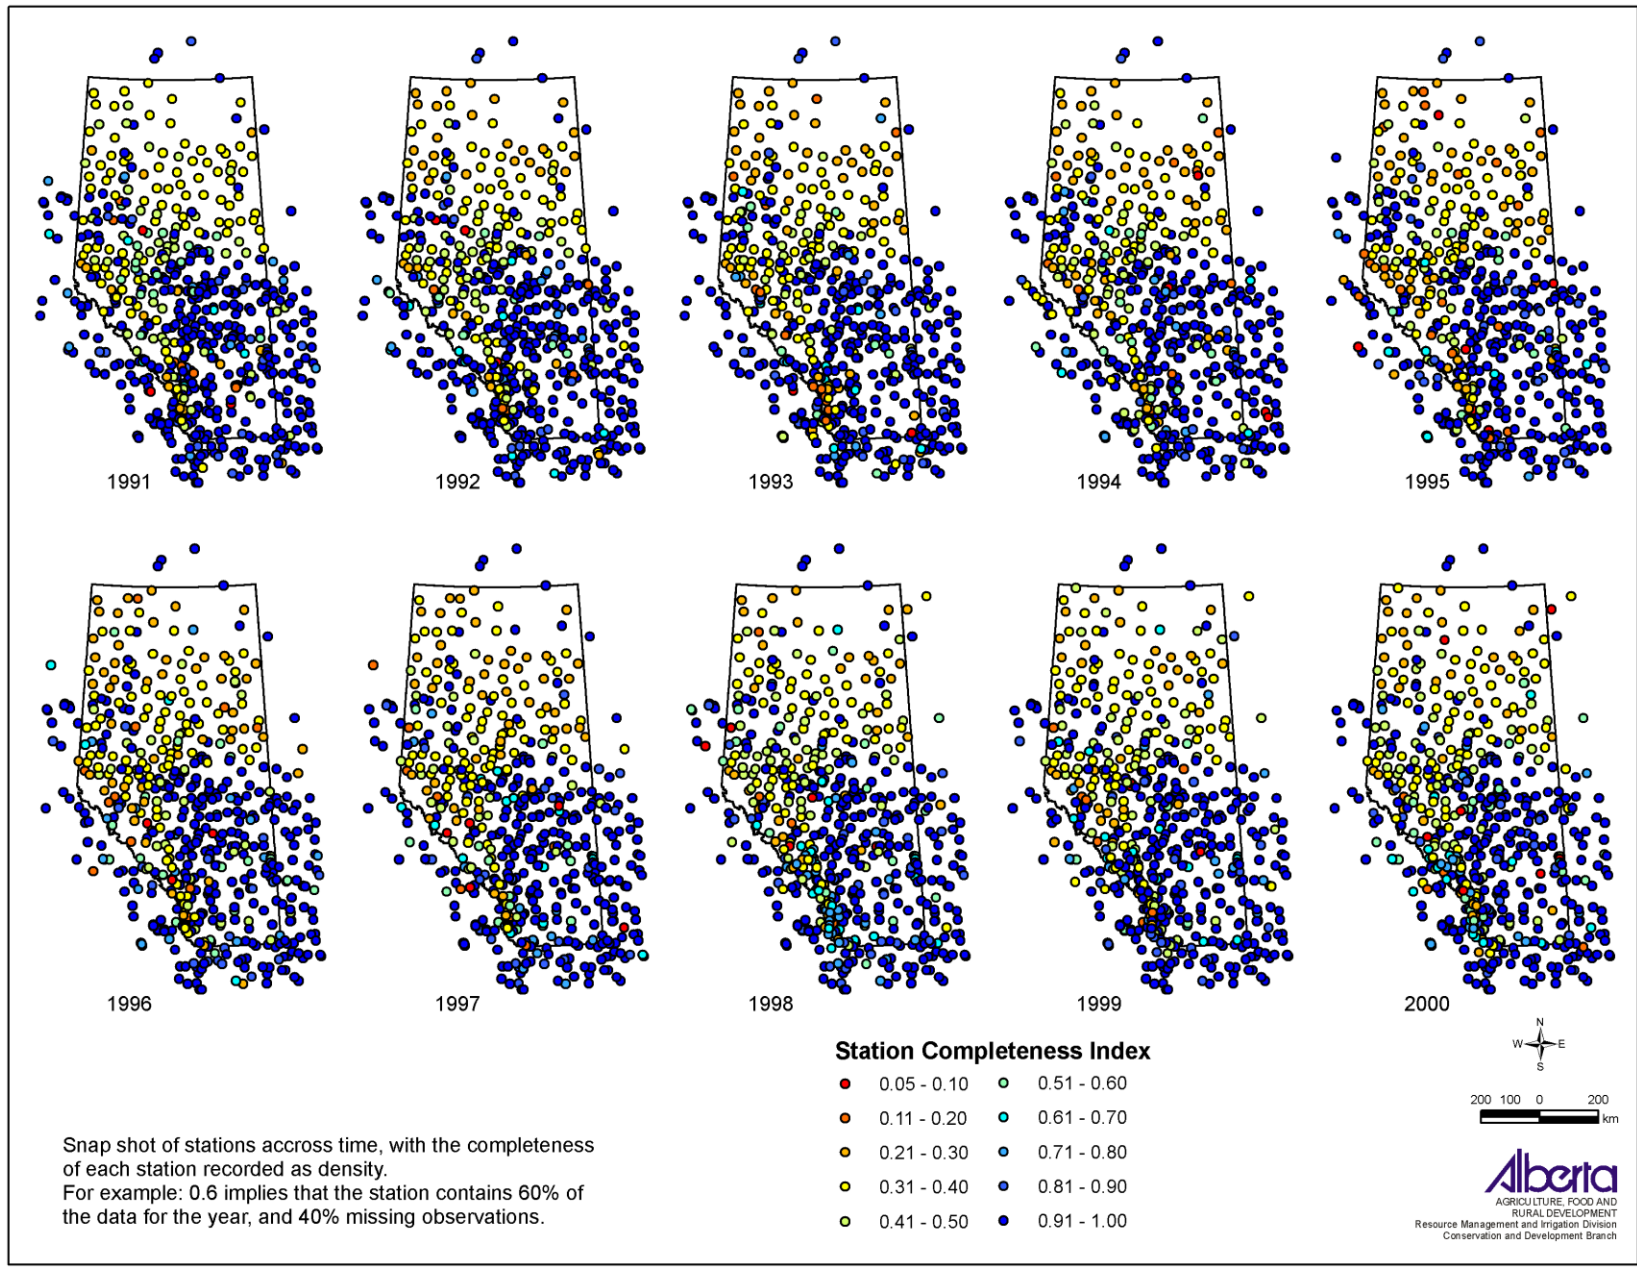 1991
1992
1993
1994
1995
1996
1997
1998
1999
2000
Station Completeness Index
0.05 - 0.10
0.51 - 0.60
0.11 - 0.20
0.61 - 0.70
0.21 - 0.30
0.71 - 0.80
0.31 - 0.40
0.81 - 0.90
0.41 - 0.50
0.91 - 1.00
Snap shot of stations accross time, with the completeness
of each station recorded as density.
For example: 0.6 implies that the station contains 60% of
the data for the year, and 40% missing observations.
N
W E
S
200 100 0 200
km
Alberta
AGRICULTURE, FOOD AND
RURAL DEVELOPMENT
Resource Management and Irrigation Division
Conservation and Development Branch